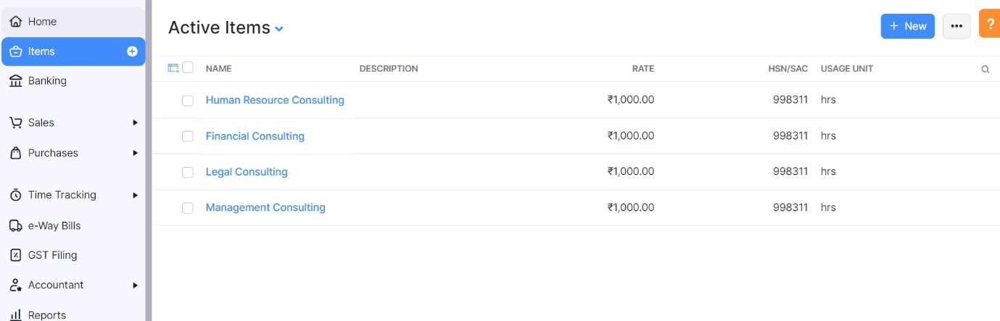 Home
Items
Banking
Sales
Purchases
Time Tracking
e-Way Bills
GST Filing
Accountant
Reports
Active Items
+ New
•••
?
NAME DESCRIPTION RATE HSN/SAC USAGE UNIT
Human Resource Consulting ₹1,000.00 998311 hrs
Financial Consulting ₹1,000.00 998311 hrs
Legal Consulting ₹1,000.00 998311 hrs
Management Consulting ₹1,000.00 998311 hrs